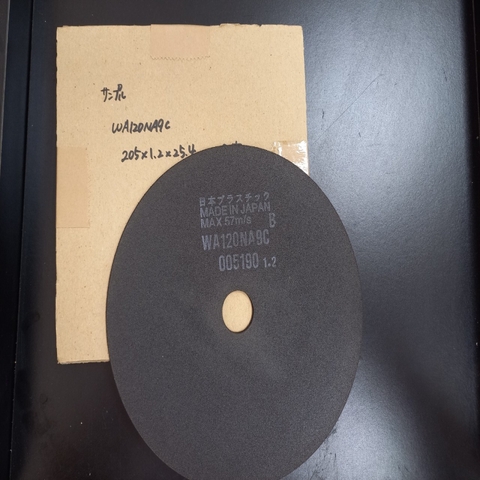 サンプル
WA120NA9C
205×1.2×25.4
日本プラスチック
MADE IN JAPAN
MAX.57m/s B
WA120NA9C
005190 1.2